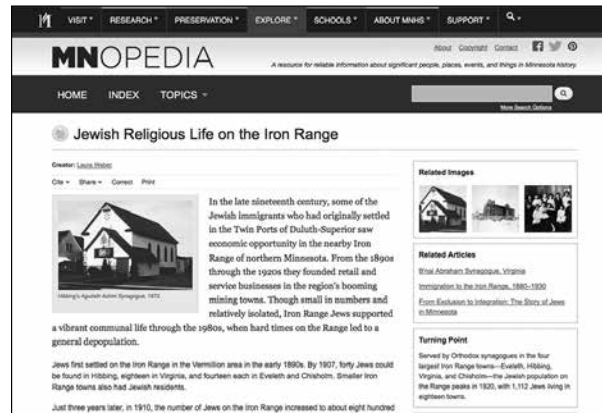 VISIT RESEARCH PRESERVATION EXPLORE SCHOOLS ABOUT MNHS SUPPORT
MNOPEDIA
About Copyright Contact
A resource for reliable information about significant people, places, events, and things in Minnesota history.
HOME INDEX TOPICS
More Search Options
Jewish Religious Life on the Iron Range
Creator: Laura Weber
Cite Share Correct Print
In the late nineteenth century, some of the
Jewish immigrants who had originally settled
in the Twin Ports of Duluth-Superior saw
economic opportunity in the nearby Iron
Range of northern Minnesota. From the 1890s
through the 1920s they founded retail and
service businesses in the region's booming
mining towns. Though small in numbers and
relatively isolated, Iron Range Jews supported
a vibrant communal life through the 1980s, when hard times on the Range led to a
general depopulation.
Hibbing's Agudath Achim Synagogue, 1972.
Jews first settled on the Iron Range in the Vermillion area in the early 1890s. By 1907, forty Jews could
be found in Hibbing, eighteen in Virginia, and fourteen each in Eveleth and Chisholm. Smaller Iron
Range towns also had Jewish residents.
Just three years later, in 1910, the number of Jews on the Iron Range increased to about eight hundred
Related Images
Related Articles
B'nai Abraham Synagogue, Virginia
Immigration to the Iron Range, 1880–1930
From Exclusion to Integration: The Story of Jews
in Minnesota
Turning Point
Served by Orthodox synagogues in the four
largest Iron Range towns—Eveleth, Hibbing,
Virginia, and Chisholm—the Jewish population on
the Range peaks in 1920, with 1,112 Jews living in
eighteen towns.